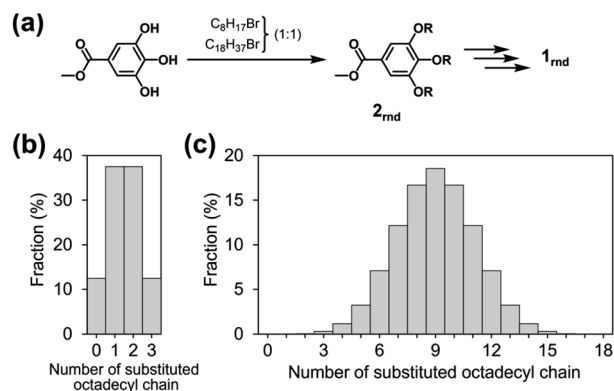 (a)
C8H17Br
C18H37Br
(1:1)
O
O
OH
OH
OH
O
O
OR
OR
OR
2rnd
1rnd
(b)
Fraction (%)
40
30
20
10
0
0 1 2 3
Number of substituted
octadecyl chain
(c)
Fraction (%)
20
15
10
5
0
0 3 6 9 12 15 18
Number of substituted octadecyl chain